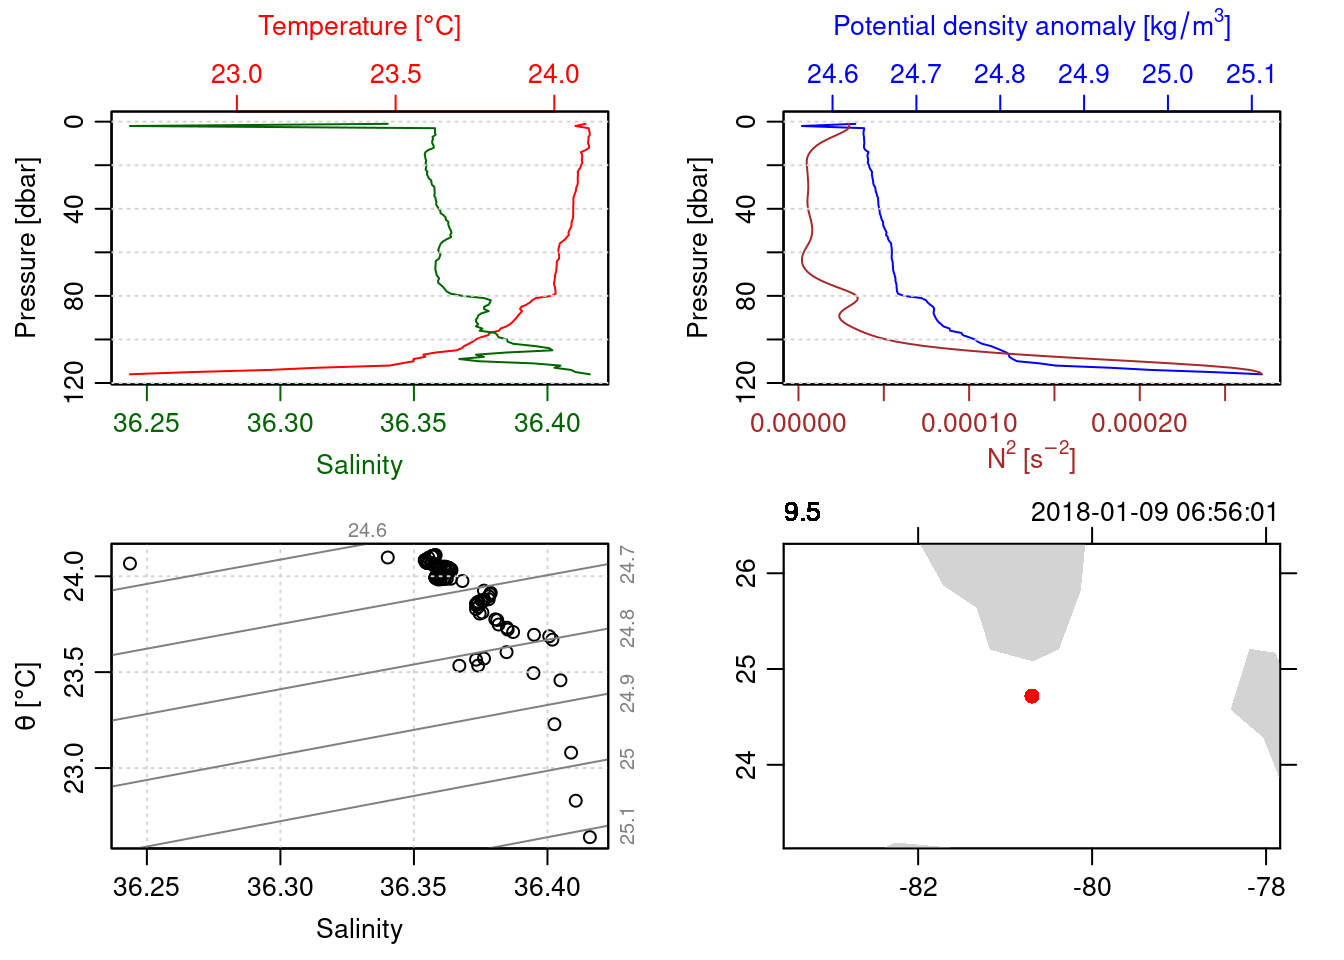 Temperature [°C]
23.0 23.5 24.0
Pressure [dbar]
0 40 80 120
36.25 36.30 36.35 36.40
Salinity
Potential density anomaly [kg/m³]
24.6 24.7 24.8 24.9 25.0 25.1
Pressure [dbar]
0 40 80 120
0.00000 0.00010 0.00020
N² [s⁻²]
24.6
θ [°C]
24.0 23.5 23.0
24.7 24.8 24.9 25 25.1
36.25 36.30 36.35 36.40
Salinity
9.5 2018-01-09 06:56:01
26 25 24
-82 -80 -78